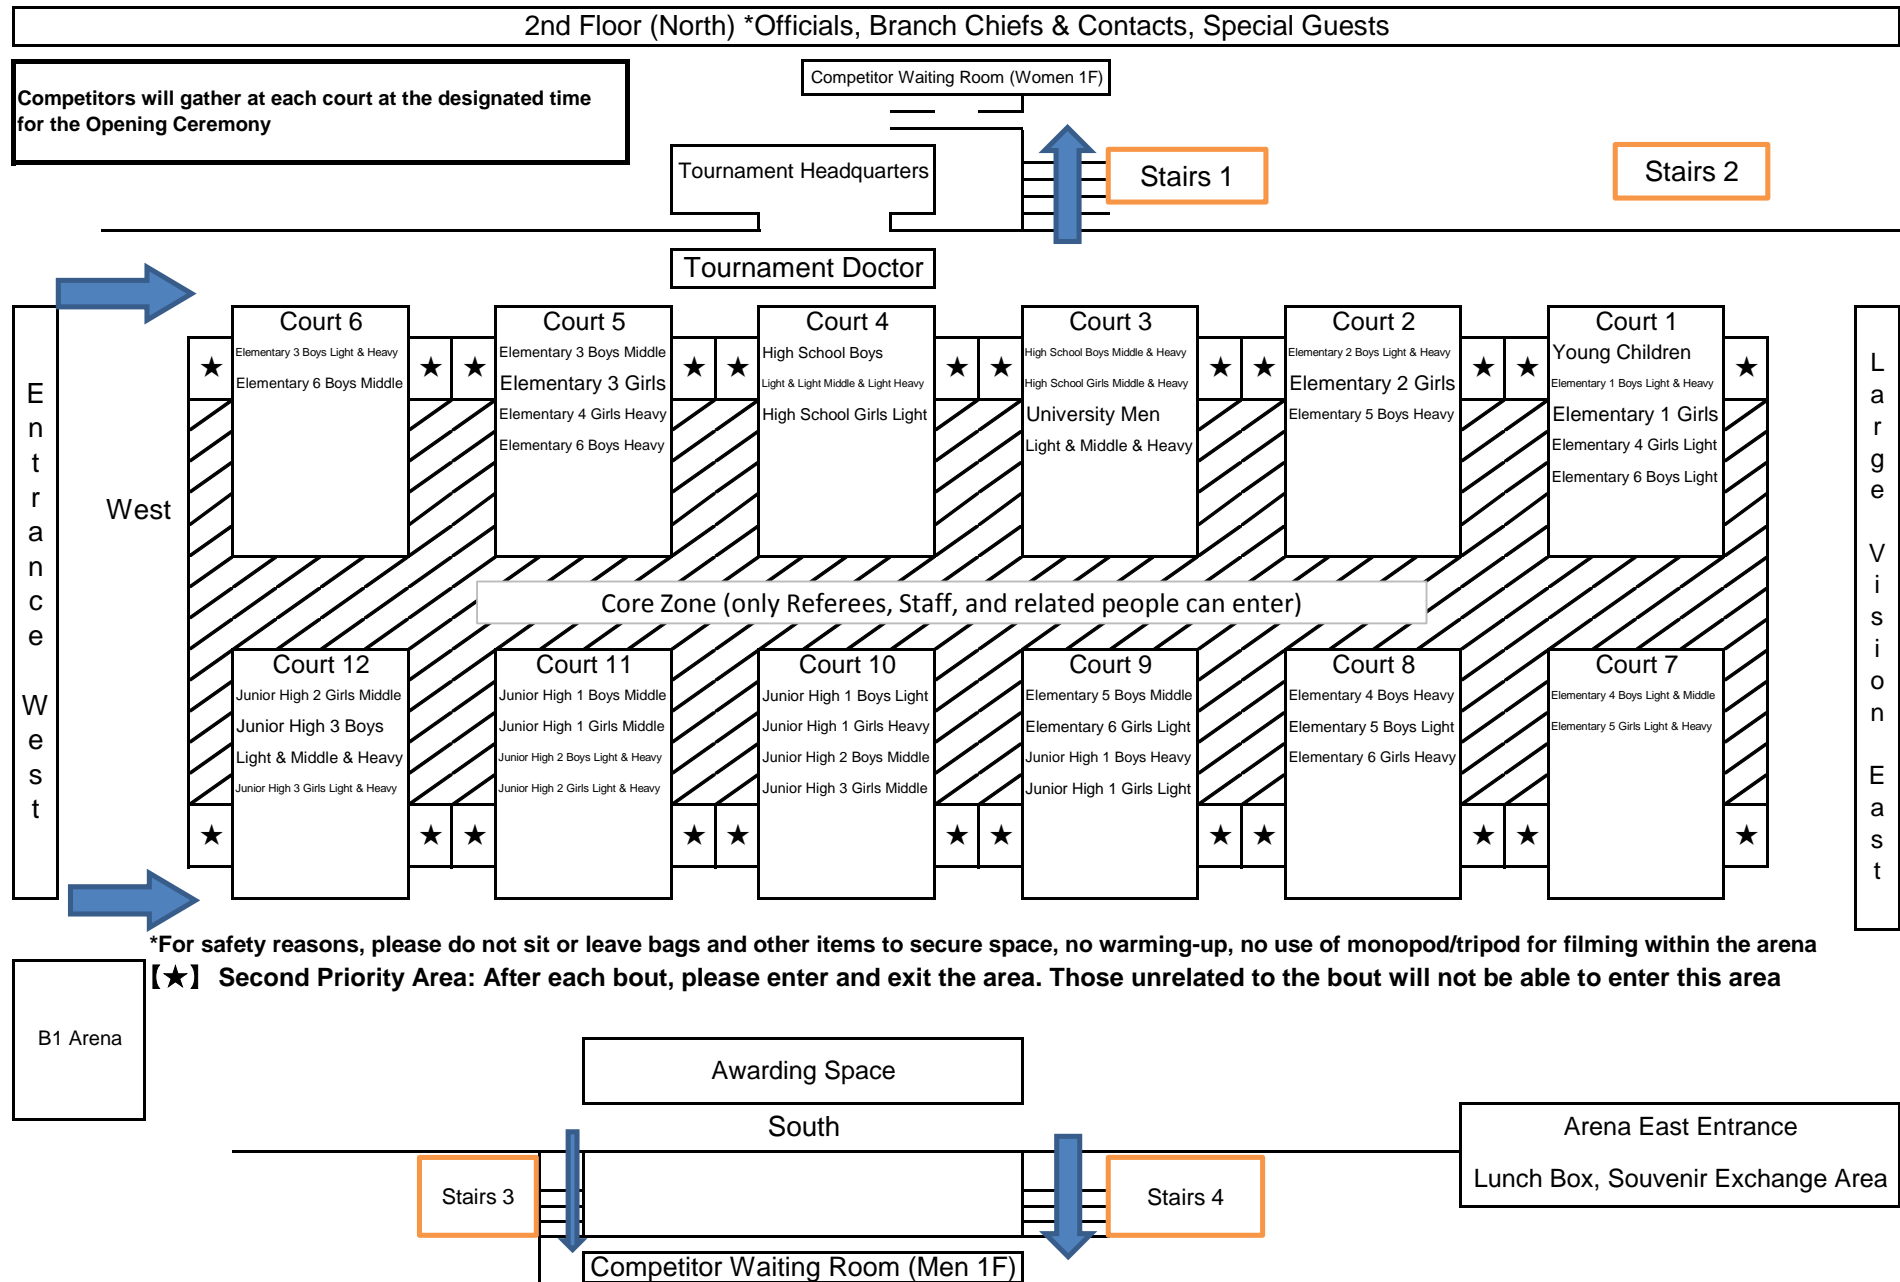 2nd Floor (North) *Officials, Branch Chiefs & Contacts, Special Guests
Competitors will gather at each court at the designated time
for the Opening Ceremony
Competitor Waiting Room (Women 1F)
Tournament Headquarters
Stairs 1
Stairs 2
Tournament Doctor
Entrance West
West
Court 6
Elementary 3 Boys Light & Heavy
Elementary 6 Boys Middle
Court 5
Elementary 3 Boys Middle
Elementary 3 Girls
Elementary 4 Girls Heavy
Elementary 6 Boys Heavy
Court 4
High School Boys
Light & Light Middle & Light Heavy
High School Girls Light
Court 3
High School Boys Middle & Heavy
High School Girls Middle & Heavy
University Men
Light & Middle & Heavy
Court 2
Elementary 2 Boys Light & Heavy
Elementary 2 Girls
Elementary 5 Boys Heavy
Court 1
Young Children
Elementary 1 Boys Light & Heavy
Elementary 1 Girls
Elementary 4 Girls Light
Elementary 6 Boys Light
★ ★ ★ ★ ★ ★ ★ ★ ★ ★
Large Vision East
Core Zone (only Referees, Staff, and related people can enter)
Court 12
Junior High 2 Girls Middle
Junior High 3 Boys
Light & Middle & Heavy
Junior High 3 Girls Light & Heavy
Court 11
Junior High 1 Boys Middle
Junior High 1 Girls Middle
Junior High 2 Boys Light & Heavy
Junior High 2 Girls Light & Heavy
Court 10
Junior High 1 Boys Light
Junior High 1 Girls Heavy
Junior High 2 Boys Middle
Junior High 3 Girls Middle
Court 9
Elementary 5 Boys Middle
Elementary 6 Girls Light
Junior High 1 Boys Heavy
Junior High 1 Girls Light
Court 8
Elementary 4 Boys Heavy
Elementary 5 Boys Light
Elementary 6 Girls Heavy
Court 7
Elementary 4 Boys Light & Middle
Elementary 5 Girls Light & Heavy
★ ★ ★ ★ ★ ★ ★ ★ ★ ★ ★ ★
*For safety reasons, please do not sit or leave bags and other items to secure space, no warming-up, no use of monopod/tripod for filming within the arena
【★】 Second Priority Area: After each bout, please enter and exit the area. Those unrelated to the bout will not be able to enter this area
B1 Arena
Awarding Space
South
Arena East Entrance
Lunch Box, Souvenir Exchange Area
Stairs 3
Stairs 4
Competitor Waiting Room (Men 1F)